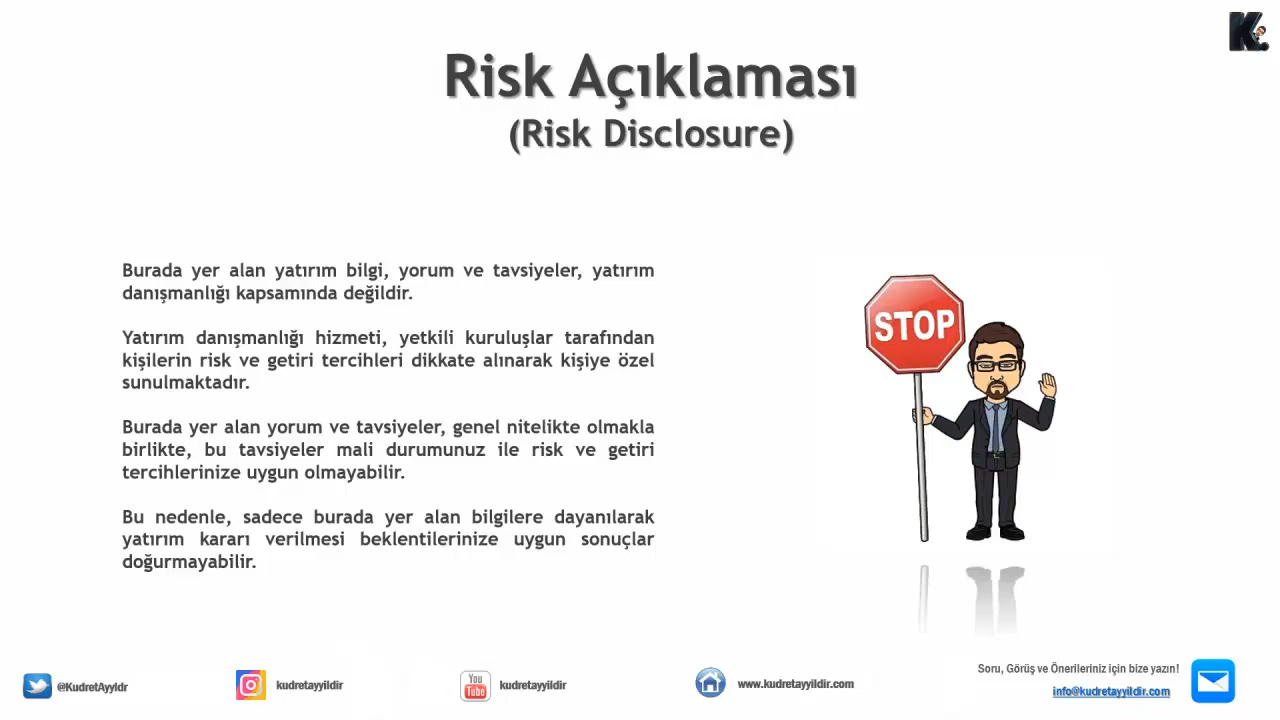 K.
Risk Açıklaması
(Risk Disclosure)
Burada yer alan yatırım bilgi, yorum ve tavsiyeler, yatırım
danışmanlığı kapsamında değildir.
Yatırım danışmanlığı hizmeti, yetkili kuruluşlar tarafından
kişilerin risk ve getiri tercihleri dikkate alınarak kişiye özel
sunulmaktadır.
Burada yer alan yorum ve tavsiyeler, genel nitelikte olmakla
birlikte, bu tavsiyeler mali durumunuz ile risk ve getiri
tercihlerinize uygun olmayabilir.
Bu nedenle, sadece burada yer alan bilgilere dayanılarak
yatırım kararı verilmesi beklentilerinize uygun sonuçlar
doğurmayabilir.
STOP
@KudretAyyldr
kudretayyildir
You
Tube
kudretayyildir
www.kudretayyildir.com
Soru, Görüş ve Önerileriniz için bize yazın!
info@kudretayyildir.com